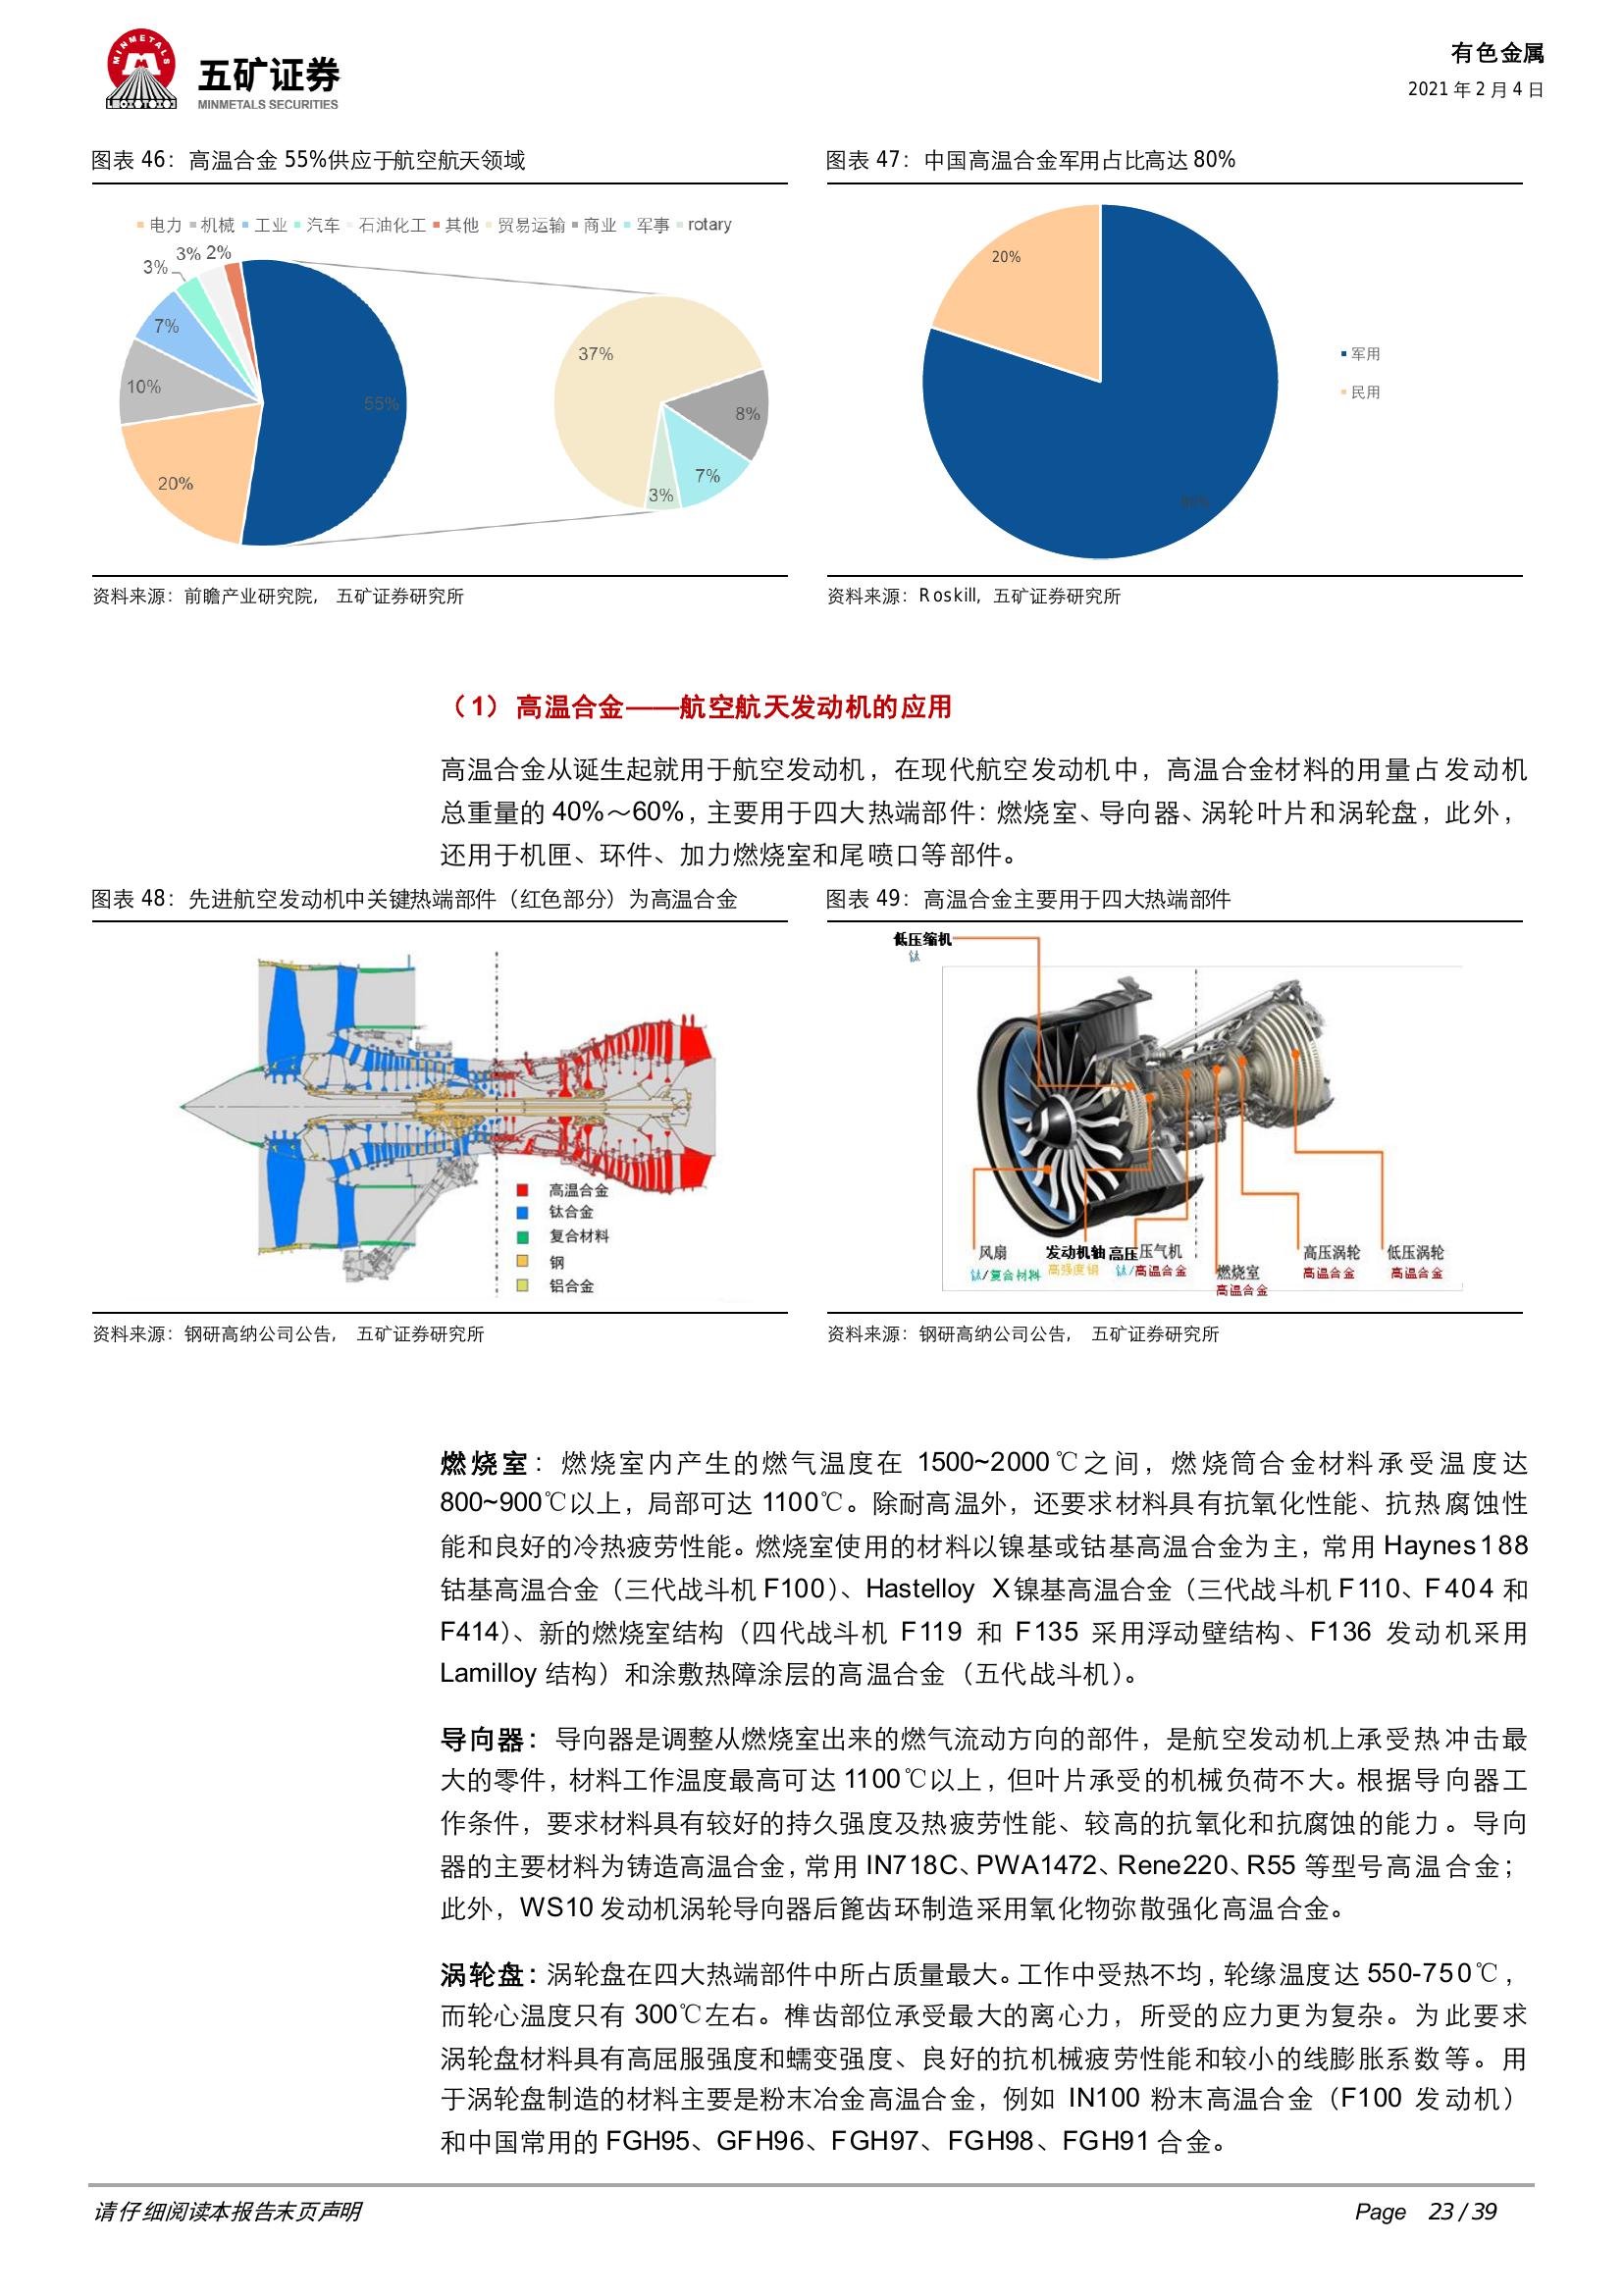 MINMETALS
五矿证券
MINMETALS SECURITIES
有色金属
2021 年 2 月 4 日
图表 46：高温合金 55%供应于航空航天领域
电力 机械 工业 汽车 石油化工 其他 贸易运输 商业 军事 rotary
3%
3%
2%
7%
10%
20%
55%
37%
8%
7%
3%
资料来源：前瞻产业研究院， 五矿证券研究所
图表 47：中国高温合金军用占比高达 80%
20%
80%
军用
民用
资料来源：Roskill，五矿证券研究所
（1）高温合金——航空航天发动机的应用
高温合金从诞生起就用于航空发动机，在现代航空发动机中，高温合金材料的用量占发动机
总重量的 40%～60%，主要用于四大热端部件：燃烧室、导向器、涡轮叶片和涡轮盘，此外，
还用于机匣、环件、加力燃烧室和尾喷口等部件。
图表 48：先进航空发动机中关键热端部件（红色部分）为高温合金
高温合金
钛合金
复合材料
钢
铝合金
资料来源：钢研高纳公司公告， 五矿证券研究所
图表 49：高温合金主要用于四大热端部件
低压缩机
钛
风扇
钛/复合材料
发动机轴
高强度钢
高压压气机
钛/高温合金
燃烧室
高温合金
高压涡轮
高温合金
低压涡轮
高温合金
资料来源：钢研高纳公司公告， 五矿证券研究所
燃烧室：燃烧室内产生的燃气温度在 1500~2000℃之间，燃烧筒合金材料承受温度达
800~900℃以上，局部可达 1100℃。除耐高温外，还要求材料具有抗氧化性能、抗热腐蚀性
能和良好的冷热疲劳性能。燃烧室使用的材料以镍基或钴基高温合金为主，常用 Haynes188
钴基高温合金（三代战斗机 F100）、Hastelloy X镍基高温合金（三代战斗机 F110、F404 和
F414）、新的燃烧室结构（四代战斗机 F119 和 F135 采用浮动壁结构、F136 发动机采用
Lamilloy 结构）和涂敷热障涂层的高温合金（五代战斗机）。
导向器：导向器是调整从燃烧室出来的燃气流动方向的部件，是航空发动机上承受热冲击最
大的零件，材料工作温度最高可达 1100℃以上，但叶片承受的机械负荷不大。根据导向器工
作条件，要求材料具有较好的持久强度及热疲劳性能、较高的抗氧化和抗腐蚀的能力。导向
器的主要材料为铸造高温合金，常用 IN718C、PWA1472、Rene220、R55 等型号高温合金；
此外，WS10 发动机涡轮导向器后篦齿环制造采用氧化物弥散强化高温合金。
涡轮盘：涡轮盘在四大热端部件中所占质量最大。工作中受热不均，轮缘温度达 550-750℃，
而轮心温度只有 300℃左右。榫齿部位承受最大的离心力，所受的应力更为复杂。为此要求
涡轮盘材料具有高屈服强度和蠕变强度、良好的抗机械疲劳性能和较小的线膨胀系数等。用
于涡轮盘制造的材料主要是粉末冶金高温合金，例如 IN100 粉末高温合金（F100 发动机）
和中国常用的 FGH95、GFH96、FGH97、FGH98、FGH91 合金。
请仔细阅读本报告末页声明
Page 23 / 39